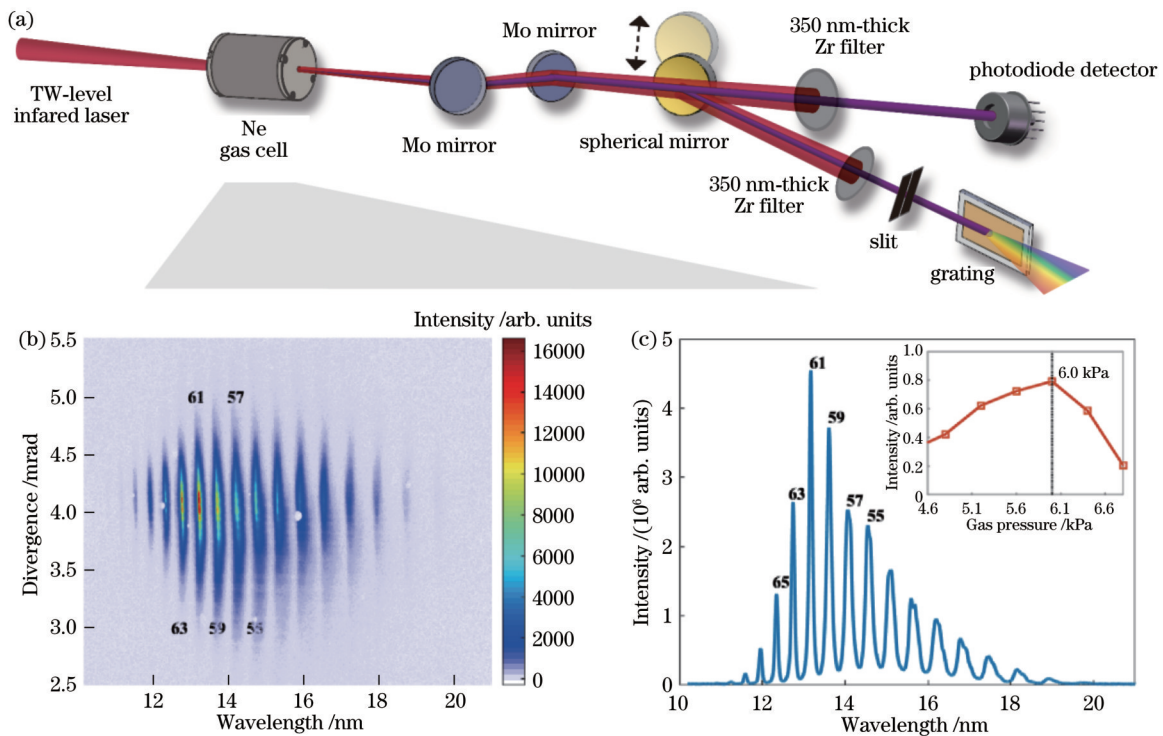 (a)
TW-level
infared laser
Ne
gas cell
Mo mirror
Mo mirror
spherical mirror
350 nm-thick
Zr filter
photodiode detector
350 nm-thick
Zr filter
slit
grating
(b)
Intensity /arb. units
5.5
5.0
4.5
4.0
3.5
3.0
2.5
Divergence /mrad
61
57
63
59
55
12
14
16
18
20
Wavelength /nm
16000
14000
12000
10000
8000
6000
4000
2000
0
(c)
5
4
3
2
1
0
Intensity /(10⁶ arb. units)
61
59
63
57
55
65
10
12
14
16
18
20
Wavelength /nm
1.0
0.8
0.6
0.4
0.2
0
Intensity /arb. units
6.0 kPa
4.6
5.1
5.6
6.1
6.6
Gas pressure /kPa